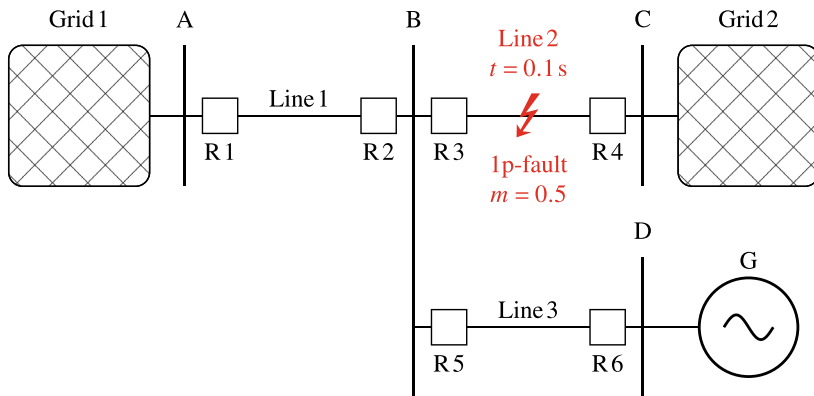 Grid 1
A
B
C
Grid 2
Line 2
t = 0.1 s
Line 1
R 1
R 2
R 3
R 4
1p-fault
m = 0.5
D
G
Line 3
R 5
R 6